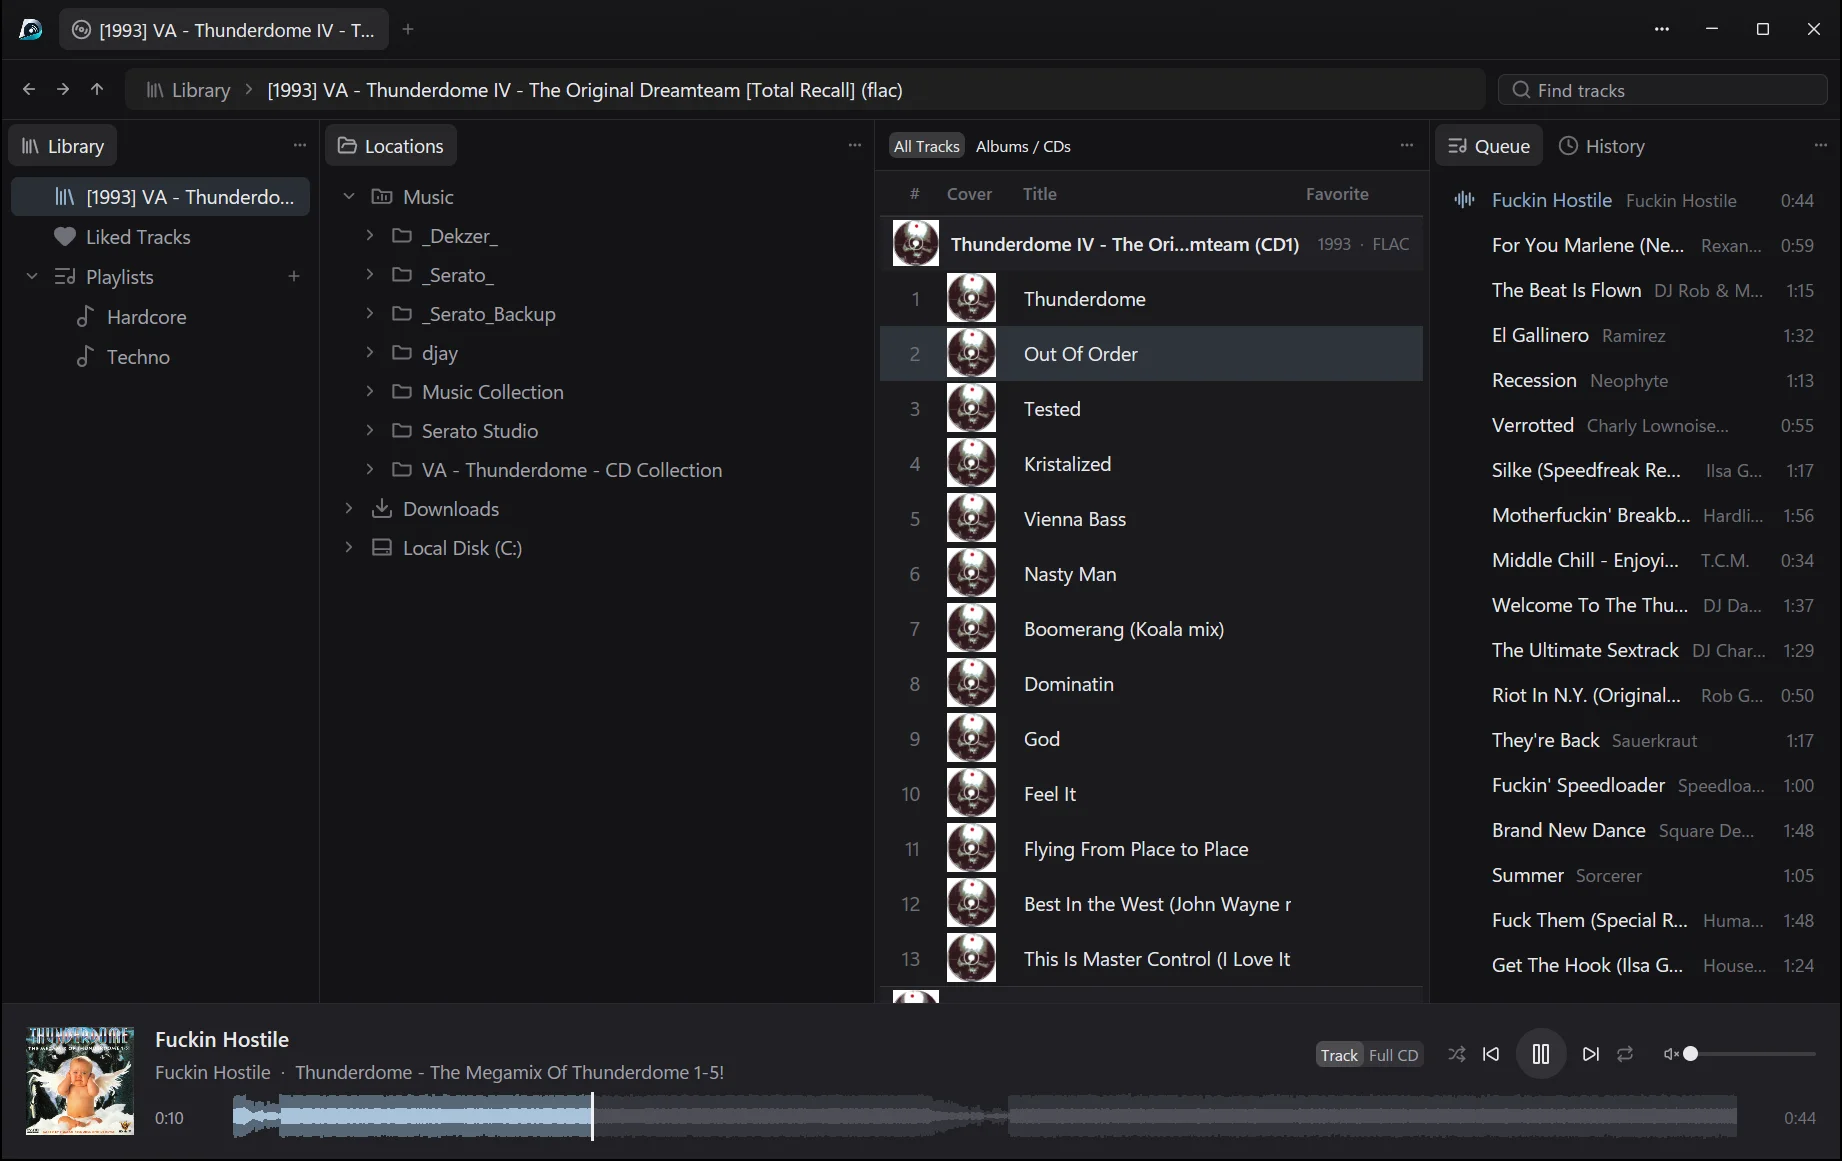 [1993] VA - Thunderdome IV - T...
Library > [1993] VA - Thunderdome IV - The Original Dreamteam [Total Recall] (flac)
Find tracks
Library
[1993] VA - Thunderdo...
Liked Tracks
Playlists
Hardcore
Techno
Locations
Music
_Dekzer_
_Serato_
_Serato_Backup
djay
Music Collection
Serato Studio
VA - Thunderdome - CD Collection
Downloads
Local Disk (C:)
All Tracks Albums / CDs
# Cover Title Favorite
Thunderdome IV - The Ori...mteam (CD1) 1993 · FLAC
1 Thunderdome
2 Out Of Order
3 Tested
4 Kristalized
5 Vienna Bass
6 Nasty Man
7 Boomerang (Koala mix)
8 Dominatin
9 God
10 Feel It
11 Flying From Place to Place
12 Best In the West (John Wayne r
13 This Is Master Control (I Love It
Queue History
Fuckin Hostile Fuckin Hostile 0:44
For You Marlene (Ne... Rexan... 0:59
The Beat Is Flown DJ Rob & M... 1:15
El Gallinero Ramirez 1:32
Recession Neophyte 1:13
Verrotted Charly Lownoise... 0:55
Silke (Speedfreak Re... Ilsa G... 1:17
Motherfuckin' Breakb... Hardli... 1:56
Middle Chill - Enjoyi... T.C.M. 0:34
Welcome To The Thu... DJ Da... 1:37
The Ultimate Sextrack DJ Char... 1:29
Riot In N.Y. (Original... Rob G... 0:50
They're Back Sauerkraut 1:17
Fuckin' Speedloader Speedloa... 1:00
Brand New Dance Square De... 1:48
Summer Sorcerer 1:05
Fuck Them (Special R... Huma... 1:48
Get The Hook (Ilsa G... House... 1:24
THUNDERDOME
THE MEGAMIX OF THUNDERDOME 1-5!
Fuckin Hostile
Fuckin Hostile · Thunderdome - The Megamix Of Thunderdome 1-5!
0:10
Track Full CD
0:44